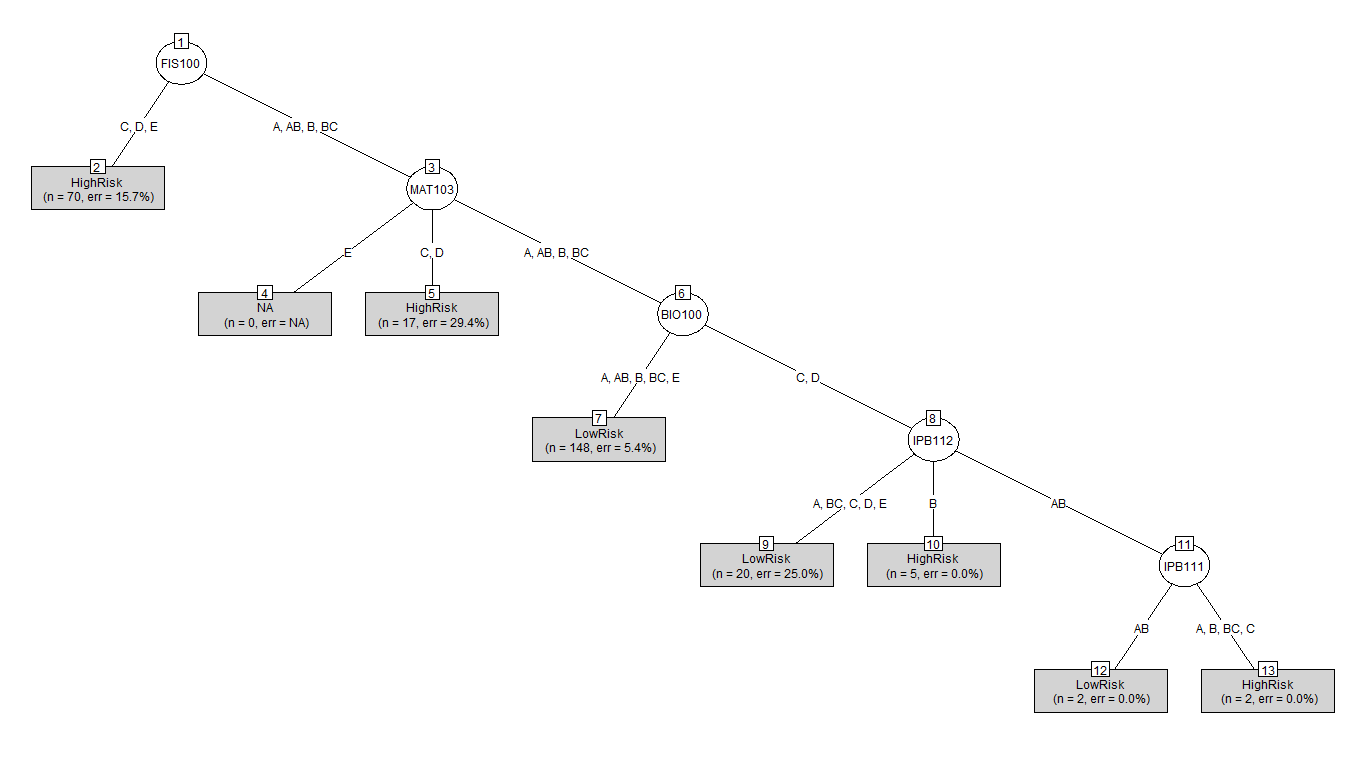 1
FIS100
C, D, E
A, AB, B, BC
2
HighRisk
(n = 70, err = 15.7%)
3
MAT103
E
C, D
A, AB, B, BC
4
NA
(n = 0, err = NA)
5
HighRisk
(n = 17, err = 29.4%)
6
BIO100
A, AB, B, BC, E
C, D
7
LowRisk
(n = 148, err = 5.4%)
8
IPB112
A, BC, C, D, E
B
AB
9
LowRisk
(n = 20, err = 25.0%)
10
HighRisk
(n = 5, err = 0.0%)
11
IPB111
AB
A, B, BC, C
12
LowRisk
(n = 2, err = 0.0%)
13
HighRisk
(n = 2, err = 0.0%)